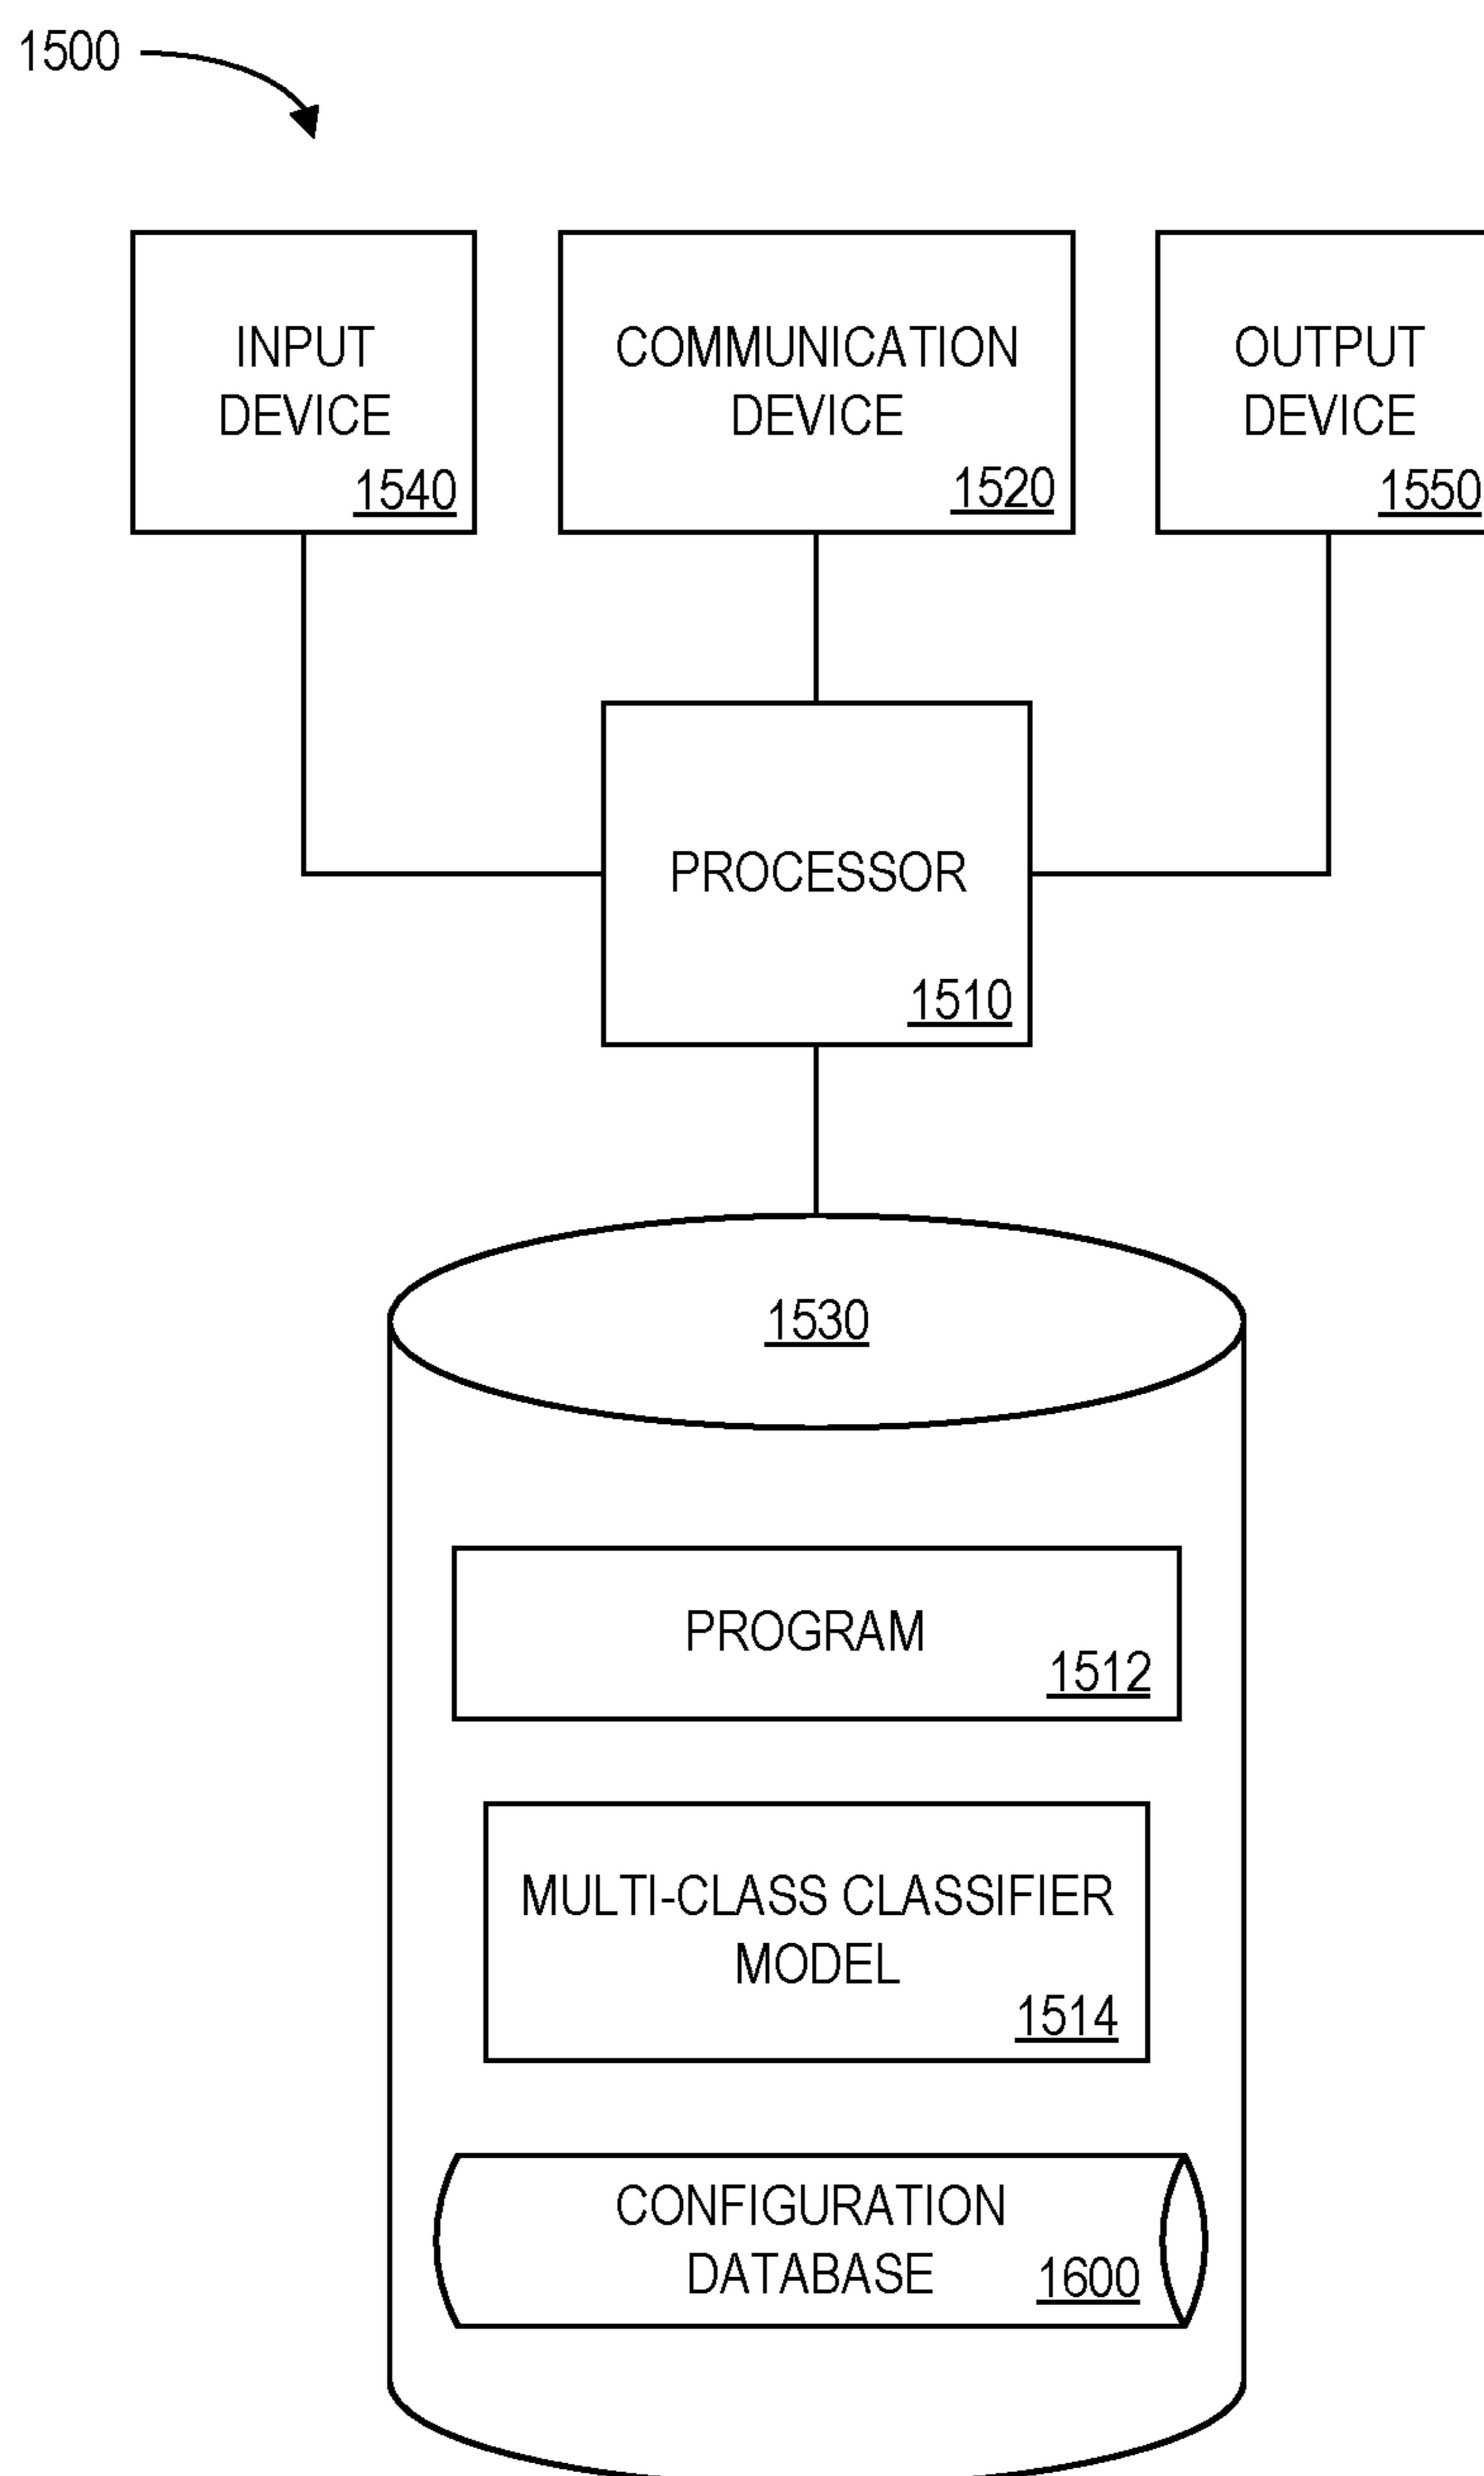 1500
INPUT
DEVICE
1540
COMMUNICATION
DEVICE
1520
OUTPUT
DEVICE
1550
PROCESSOR
1510
1530
PROGRAM
1512
MULTI-CLASS CLASSIFIER
MODEL
1514
CONFIGURATION
DATABASE
1600